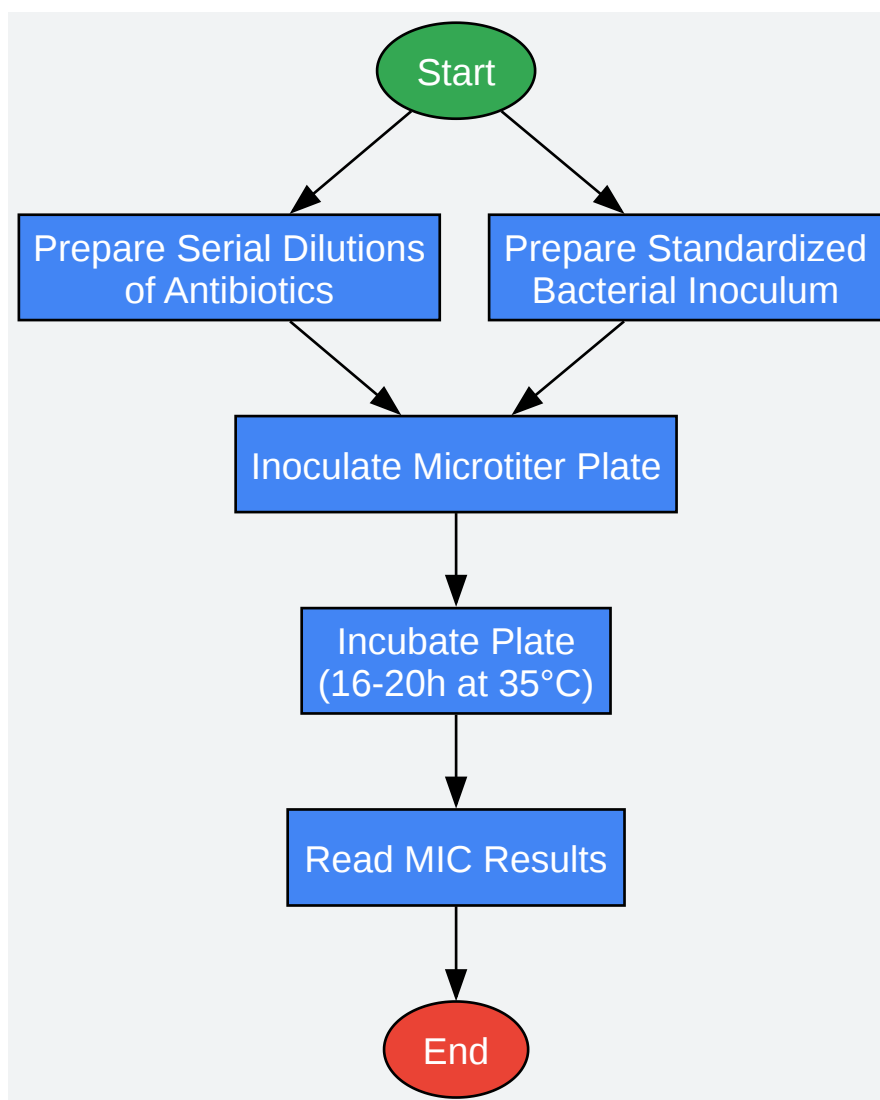 Start
Prepare Serial Dilutions
of Antibiotics
Prepare Standardized
Bacterial Inoculum
Inoculate Microtiter Plate
Incubate Plate
(16-20h at 35°C)
Read MIC Results
End